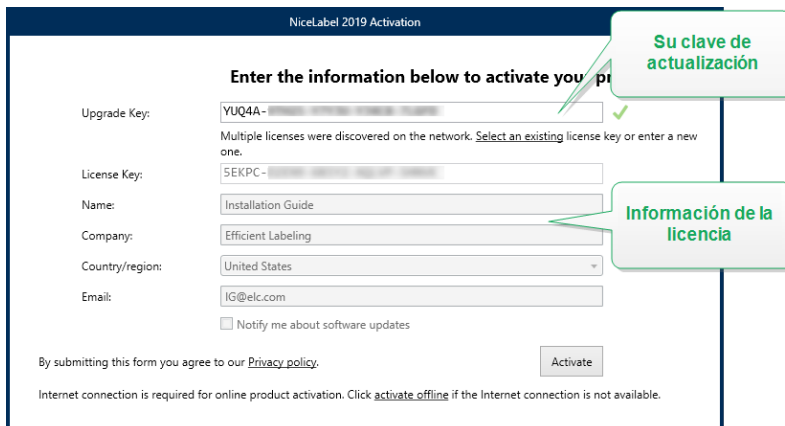 NiceLabel 2019 Activation
Su clave de
actualización
Enter the information below to activate your
Upgrade Key:
YUQ4A-
Multiple licenses were discovered on the network. Select an existing license key or enter a new
one.
License Key:
5EKPC-
Name:
Installation Guide
Información de la
licencia
Company:
Efficient Labeling
Country/region:
United States
Email:
IG@elc.com
Notify me about software updates
By submitting this form you agree to our Privacy policy.
Activate
Internet connection is required for online product activation. Click activate offline if the Internet connection is not available.